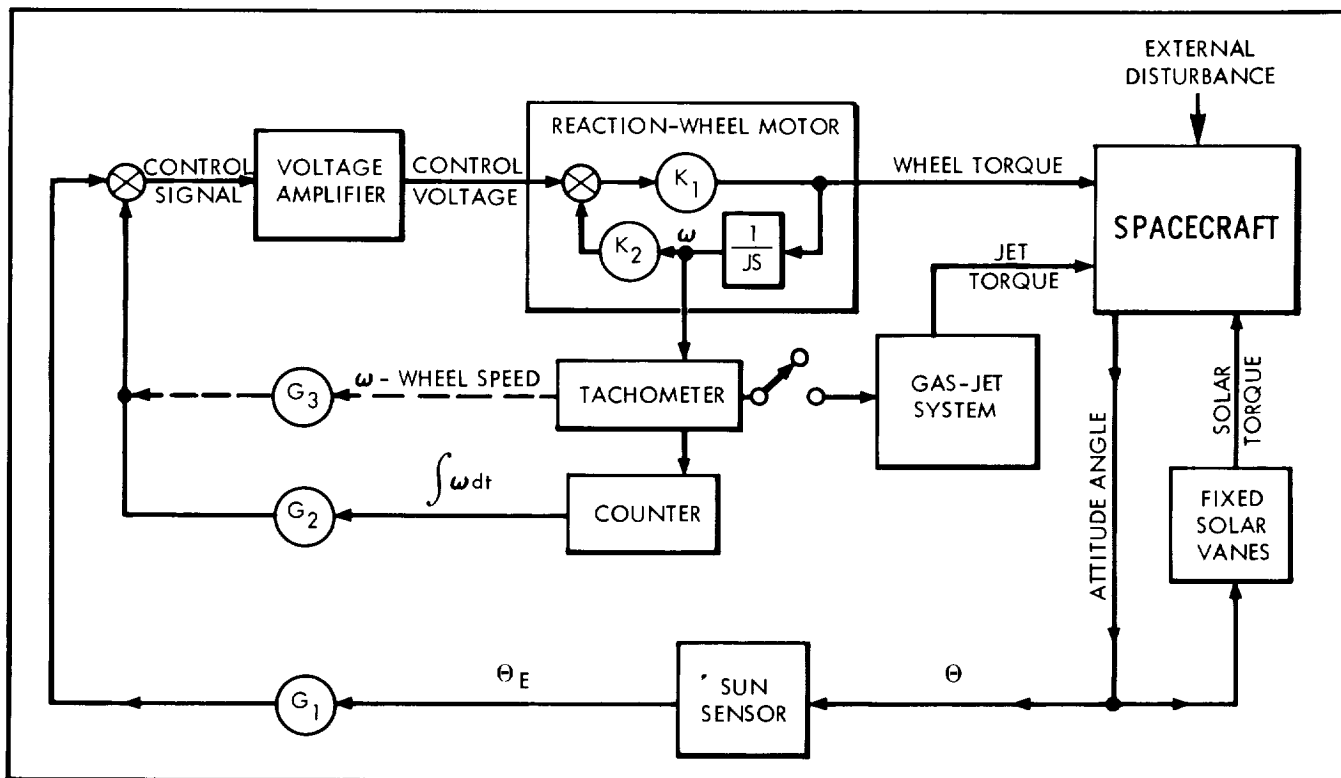 EXTERNAL
DISTURBANCE
REACTION-WHEEL MOTOR
CONTROL
SIGNAL
VOLTAGE
AMPLIFIER
CONTROL
VOLTAGE
K1
WHEEL TORQUE
SPACECRAFT
K2
ω
1
JS
JET
TORQUE
G3
ω - WHEEL SPEED
TACHOMETER
GAS-JET
SYSTEM
SOLAR
TORQUE
G2
∫ωdt
COUNTER
ATTITUDE ANGLE
FIXED
SOLAR
VANES
G1
ΘE
SUN
SENSOR
Θ